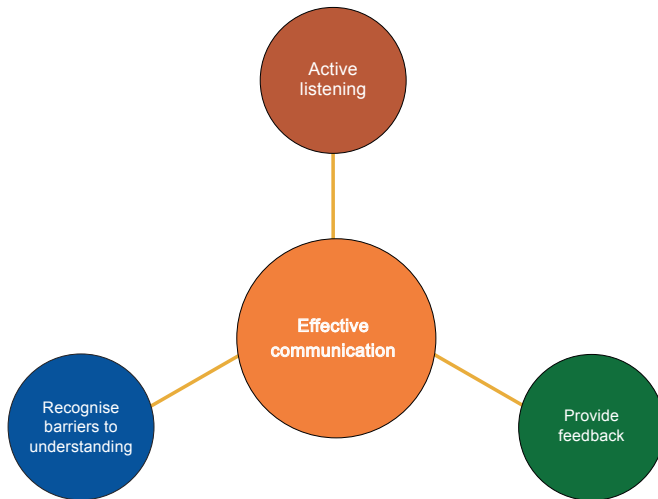 Active
listening
Effective
communication
Recognise
barriers to
understanding
Provide
feedback